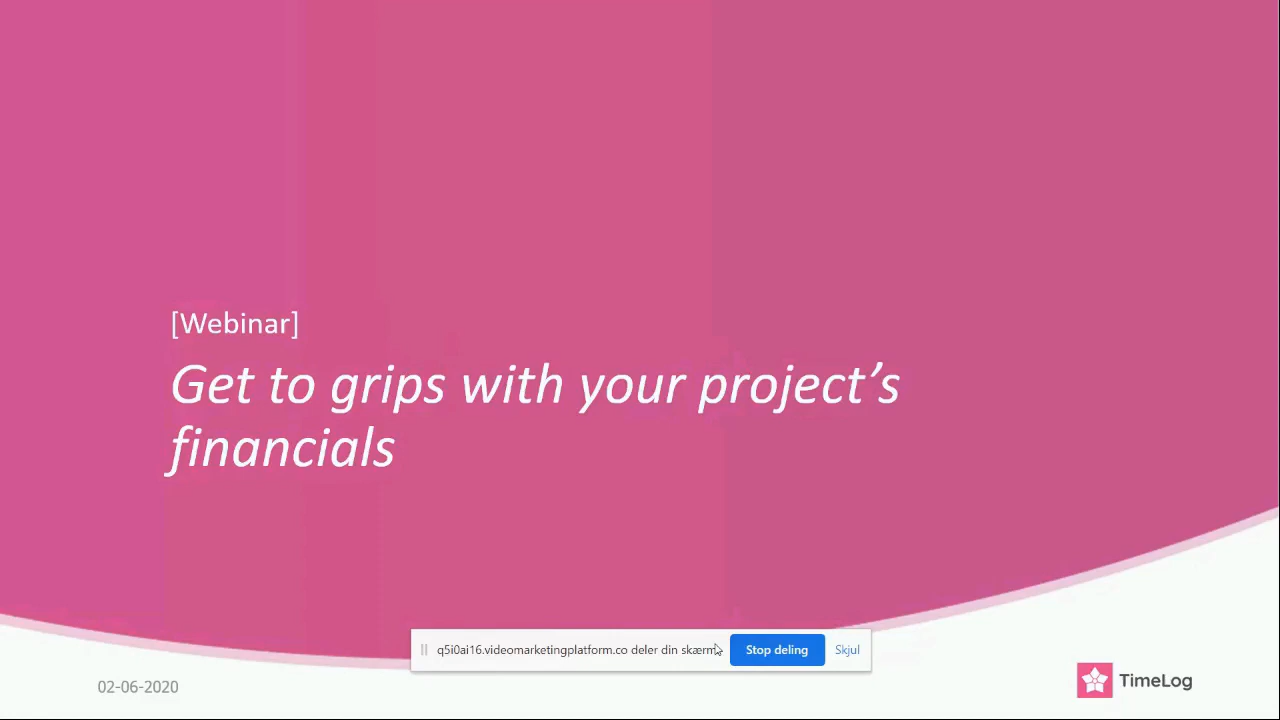 [Webinar]
Get to grips with your project’s
financials
q5i0ai16.videomarketingplatform.co deler din skærm.
Stop deling
Skjul
02-06-2020
TimeLog